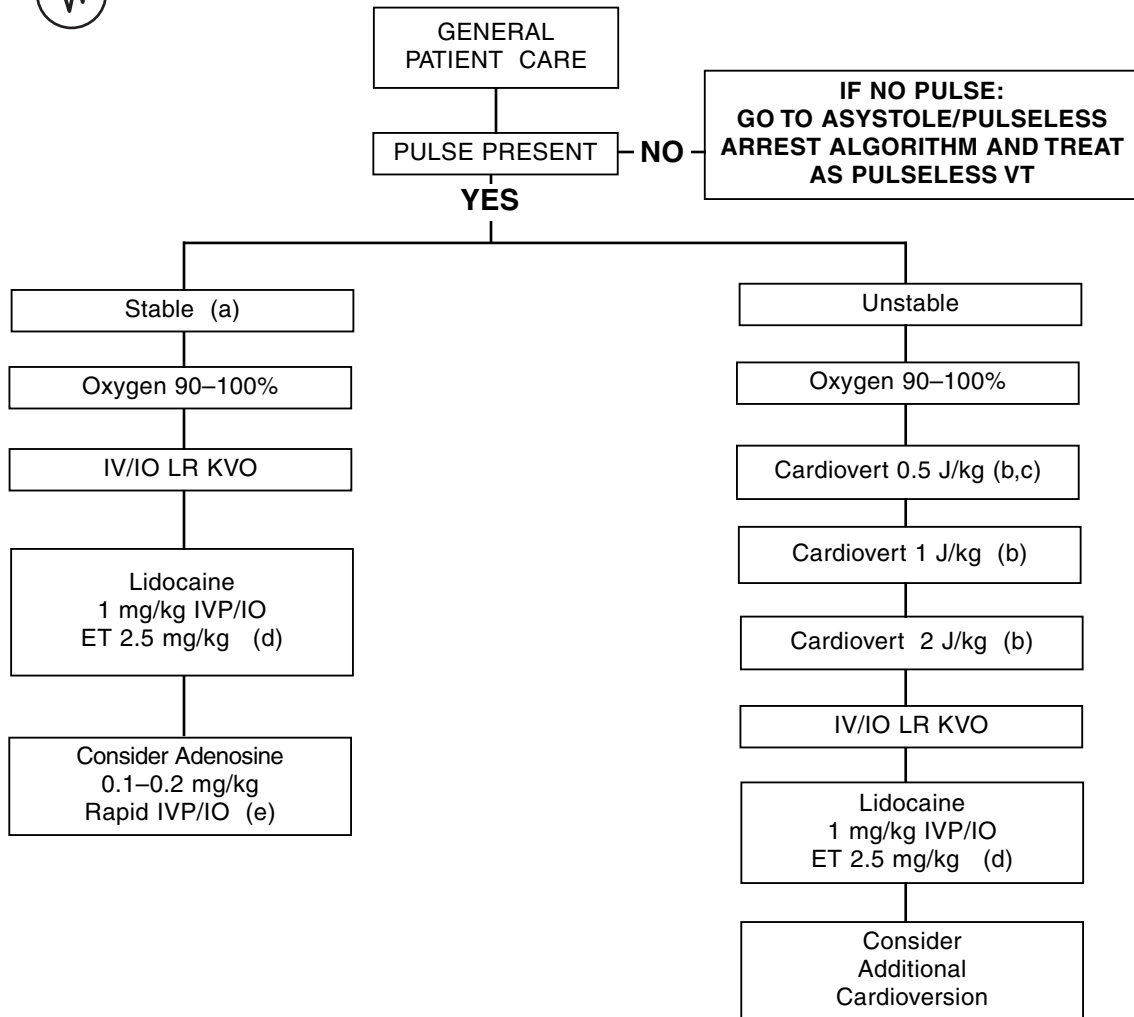 GENERAL
PATIENT CARE
PULSE PRESENT
NO
IF NO PULSE:
GO TO ASYSTOLE/PULSELESS
ARREST ALGORITHM AND TREAT
AS PULSELESS VT
YES
Stable (a)
Oxygen 90–100%
IV/IO LR KVO
Lidocaine
1 mg/kg IVP/IO
ET 2.5 mg/kg (d)
Consider Adenosine
0.1–0.2 mg/kg
Rapid IVP/IO (e)
Unstable
Oxygen 90–100%
Cardiovert 0.5 J/kg (b,c)
Cardiovert 1 J/kg (b)
Cardiovert 2 J/kg (b)
IV/IO LR KVO
Lidocaine
1 mg/kg IVP/IO
ET 2.5 mg/kg (d)
Consider
Additional
Cardioversion